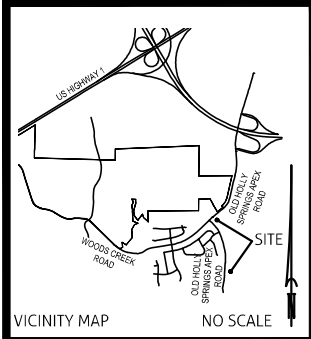 US HIGHWAY 1
OLD HOLLY
SPRINGS APEX
ROAD
SITE
WOODS CREEK
ROAD
OLD HOLLY
SPRINGS APEX
ROAD
N
VICINITY MAP
NO SCALE